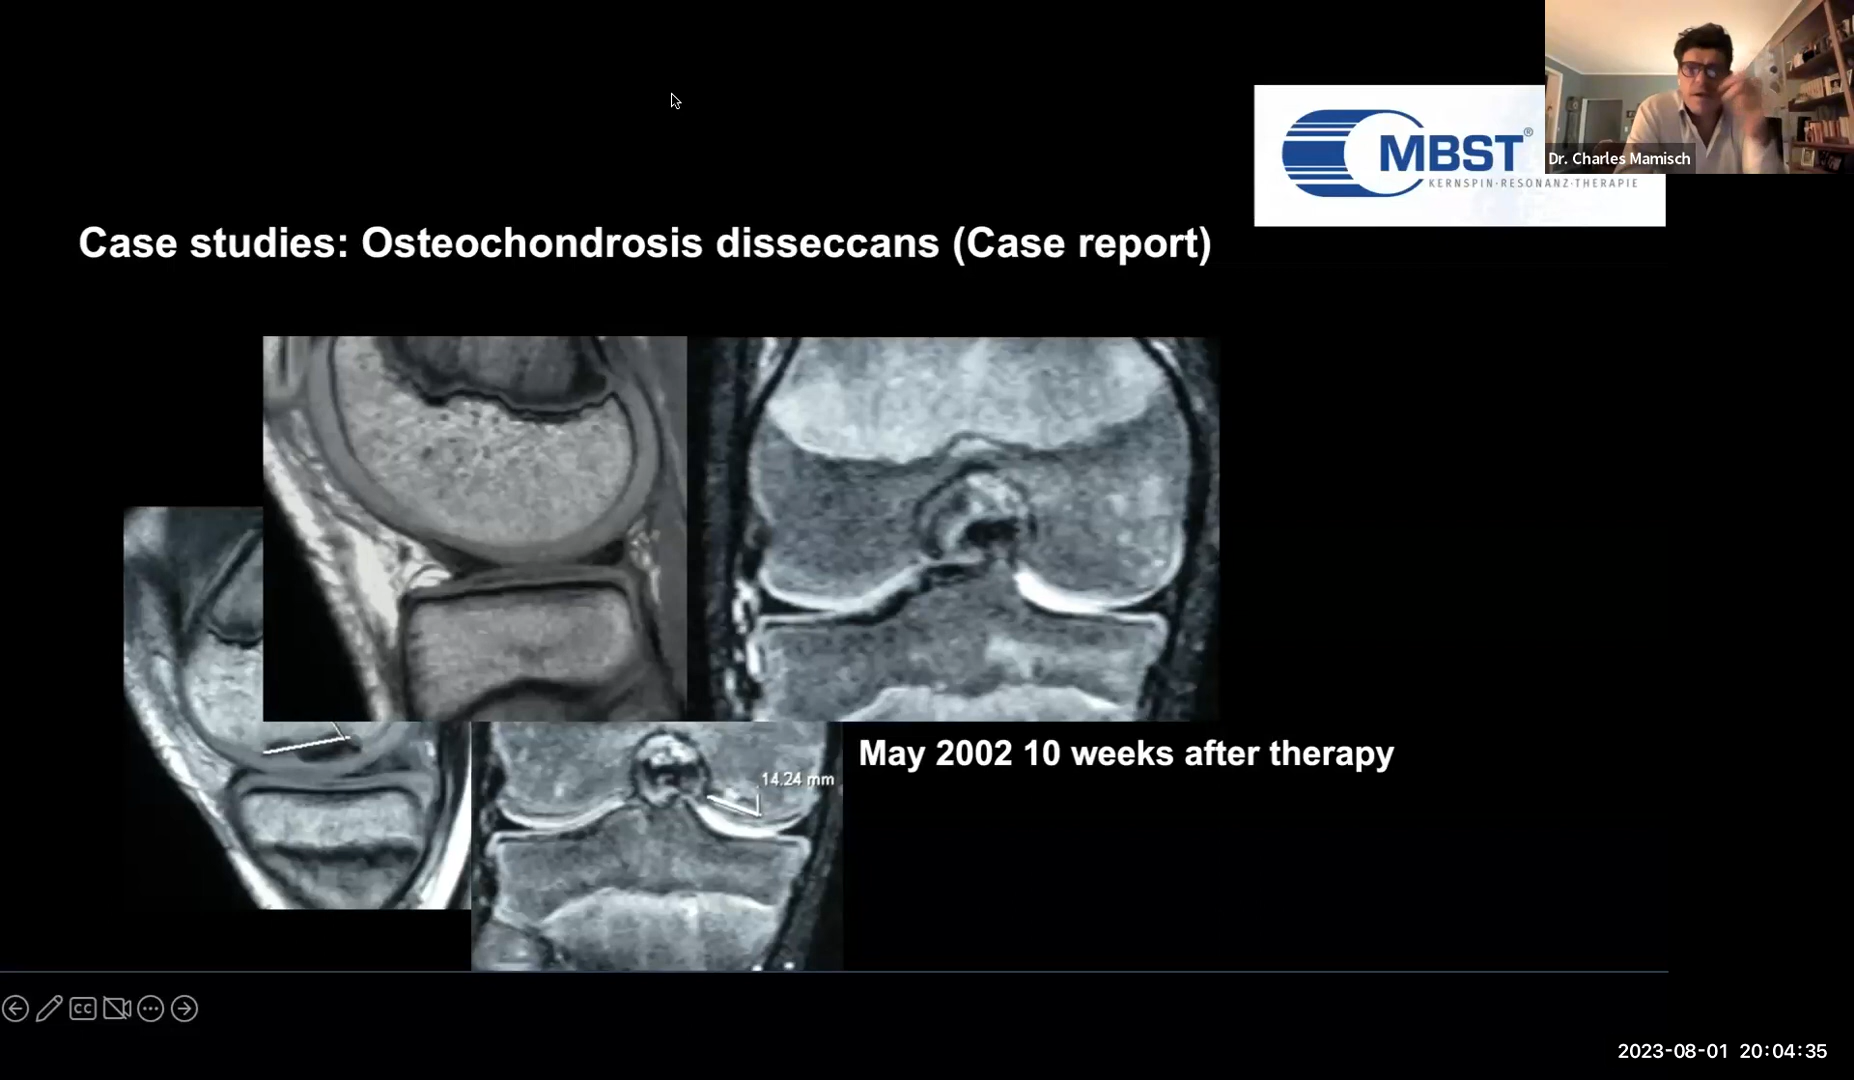 MBST®
Dr. Charles Mamisch
KERNSPIN·RESONANZ·THERAPIE
Case studies: Osteochondrosis disseccans (Case report)
May 2002 10 weeks after therapy
14.24 mm
CC
2023-08-01 20:04:35